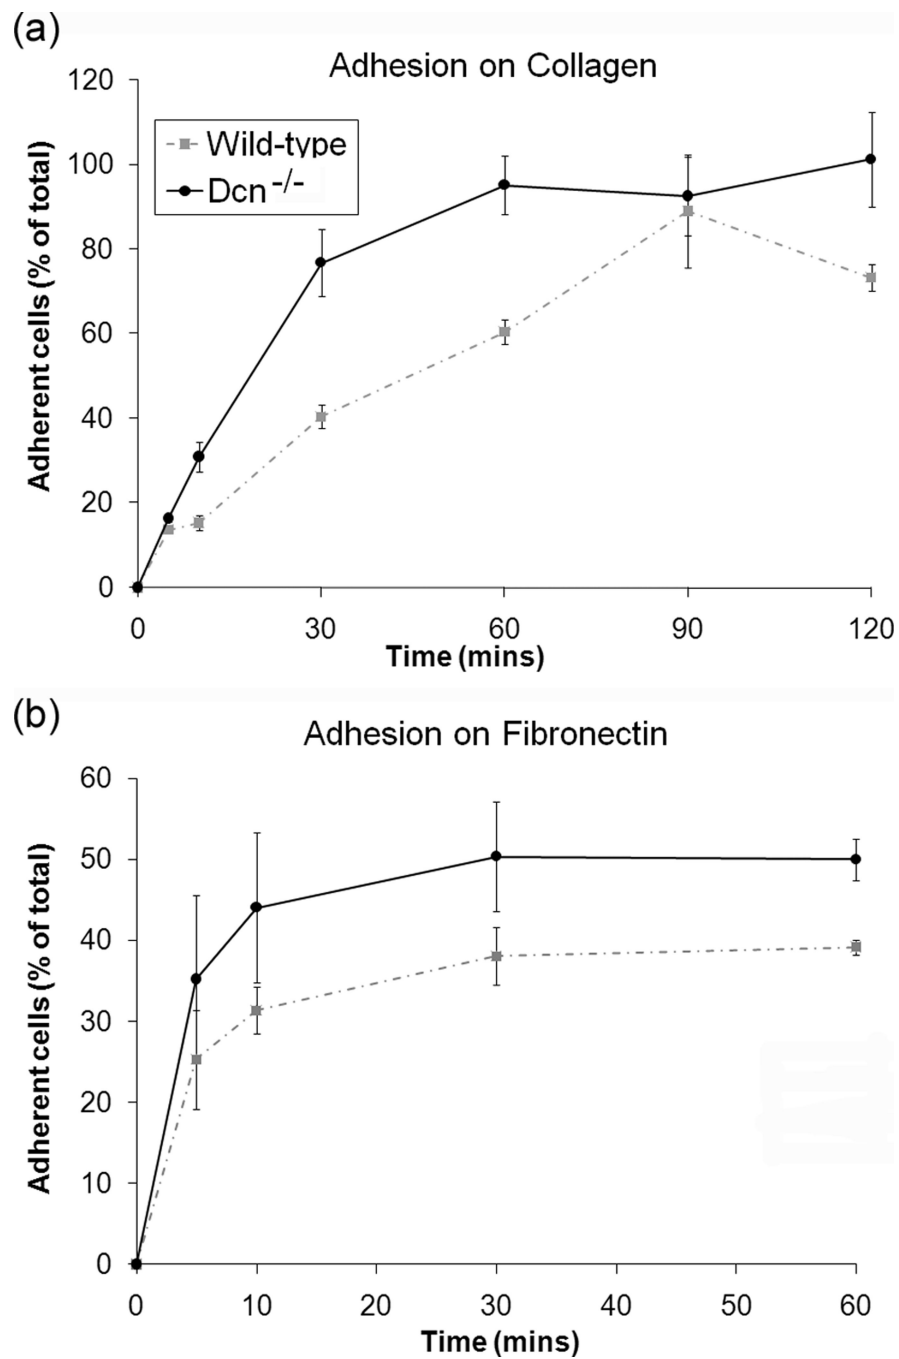 (a)
Adhesion on Collagen
120
100
80
60
40
20
0
Adherent cells (% of total)
Wild-type
Dcn -/-
0 30 60 90 120
Time (mins)
(b)
Adhesion on Fibronectin
60
50
40
30
20
10
0
Adherent cells (% of total)
0 10 20 30 40 50 60
Time (mins)